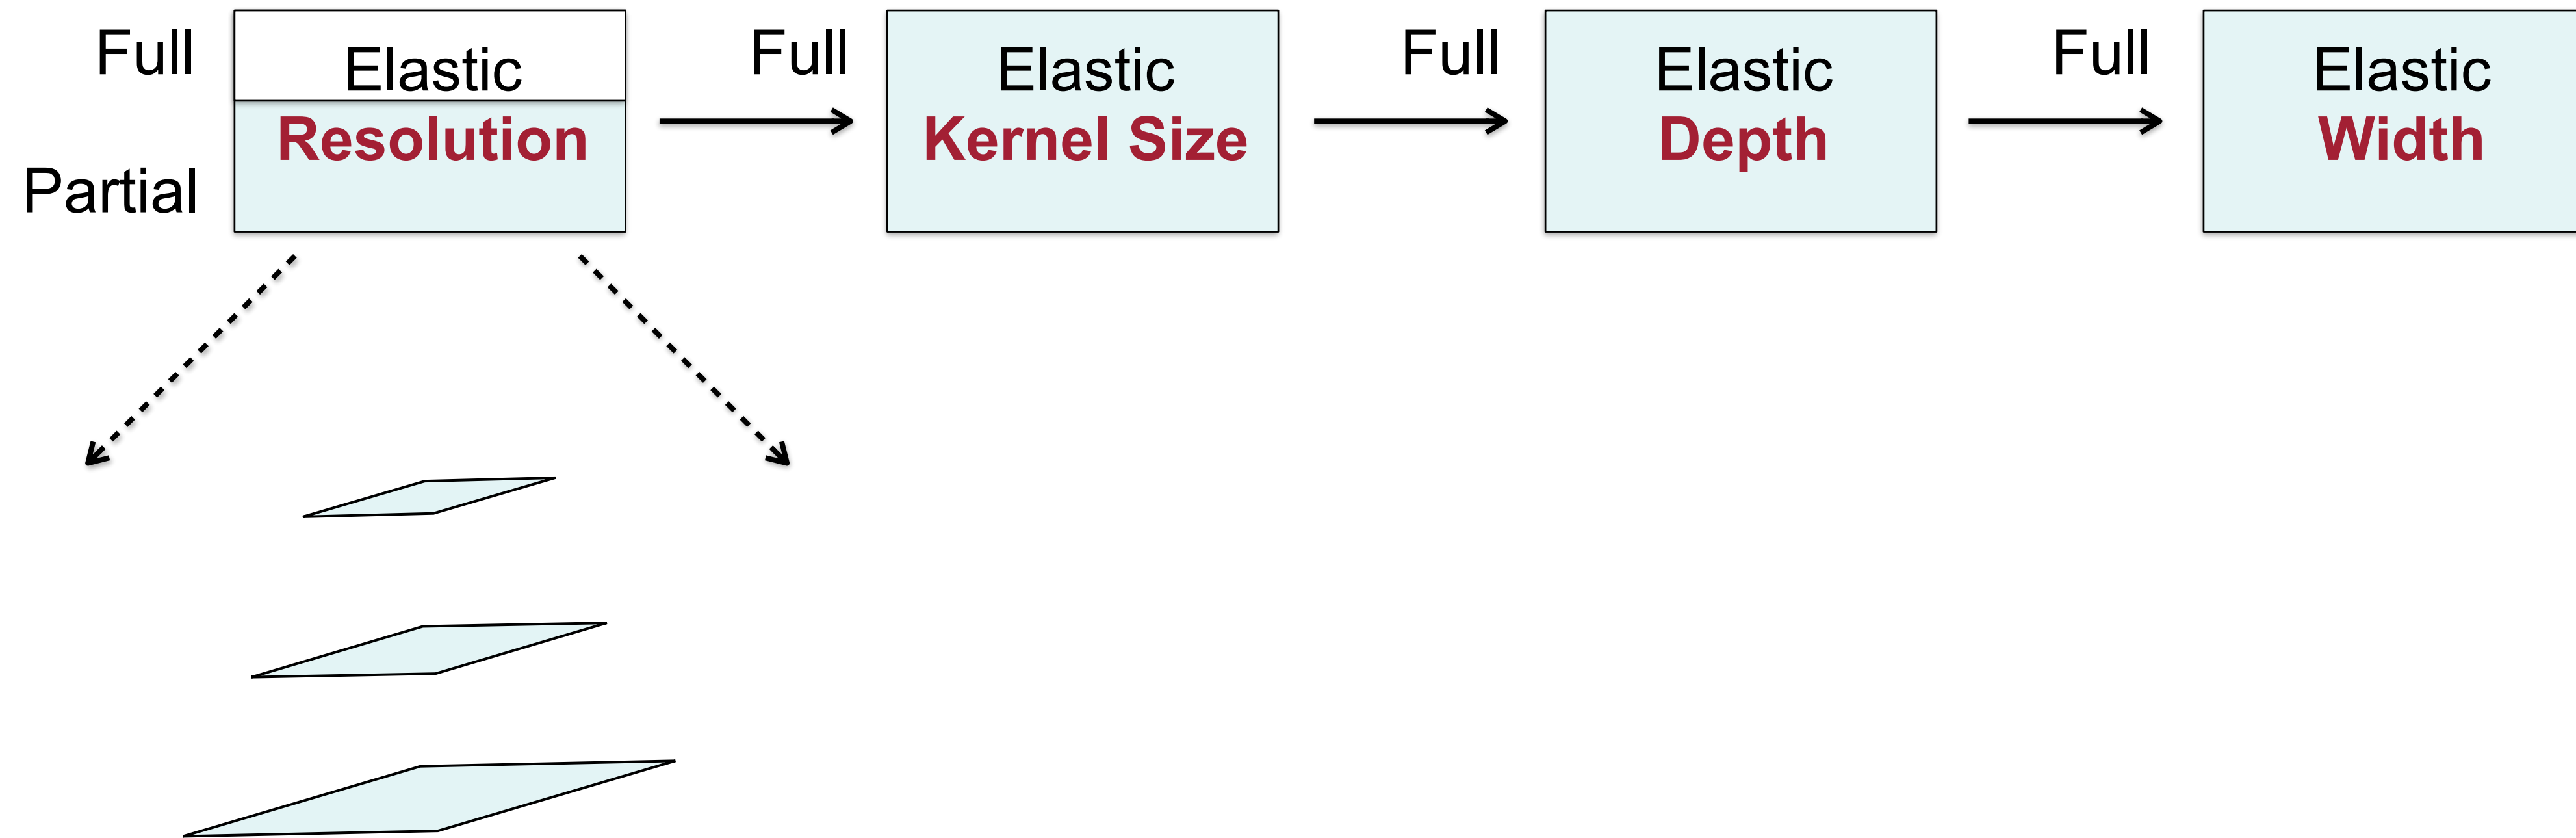 Full
Partial
Elastic
Resolution
Full
Elastic
Kernel Size
Full
Elastic
Depth
Full
Elastic
Width